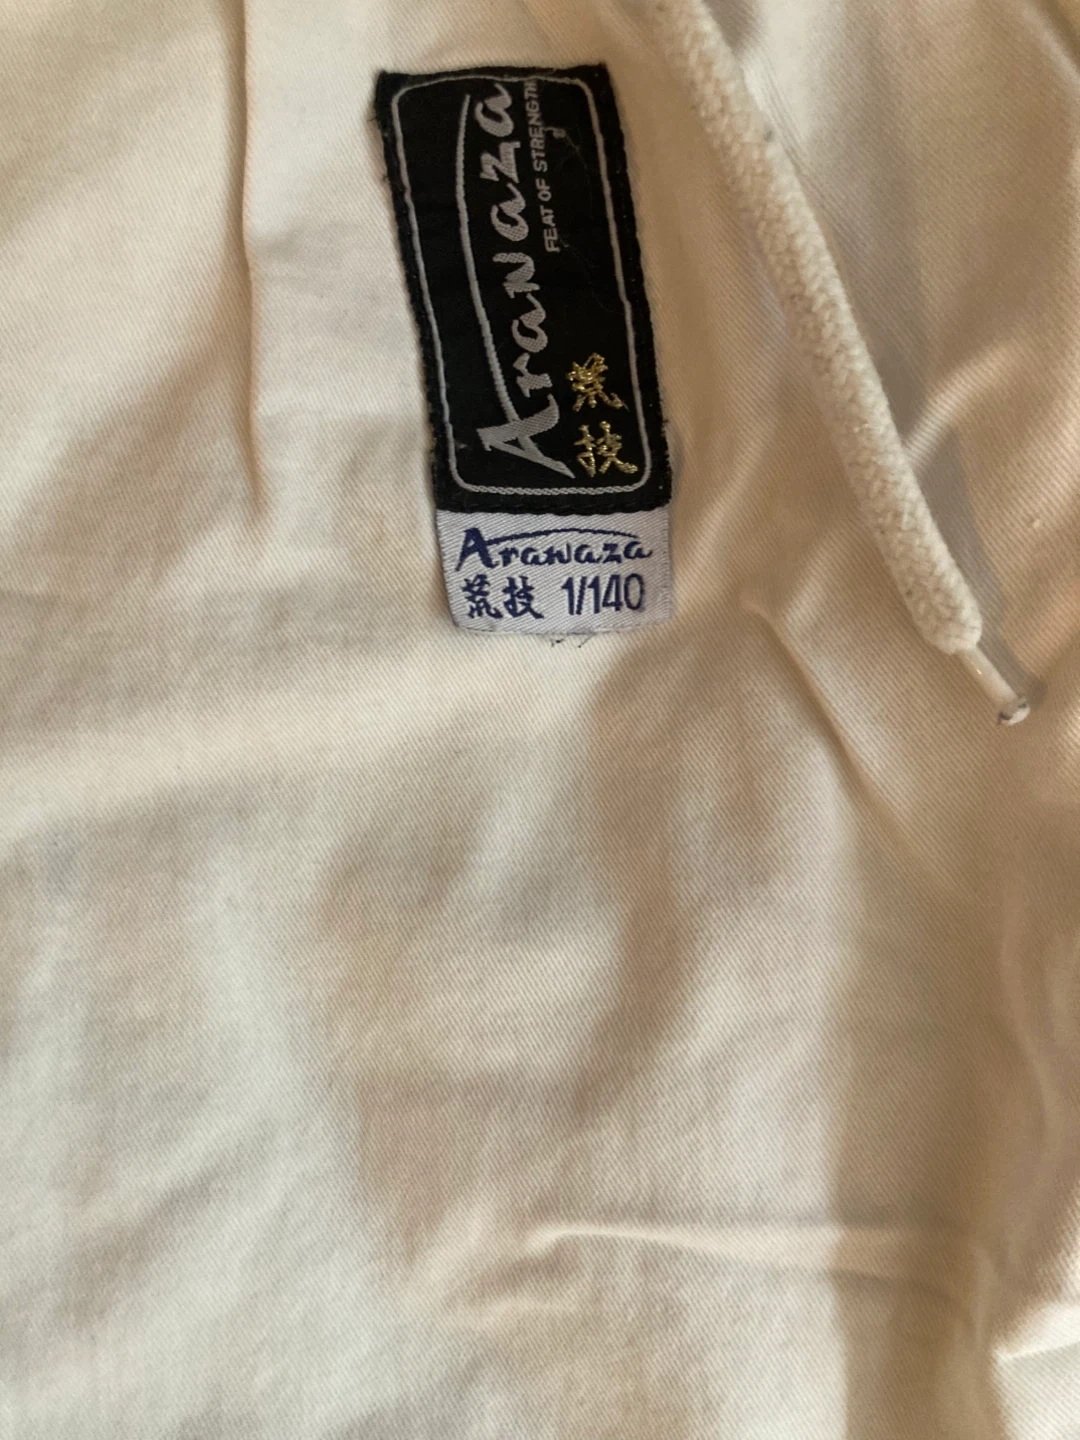 Arawaza
FEAT OF STRENGTH
荒技
Arawaza
荒技 1/140